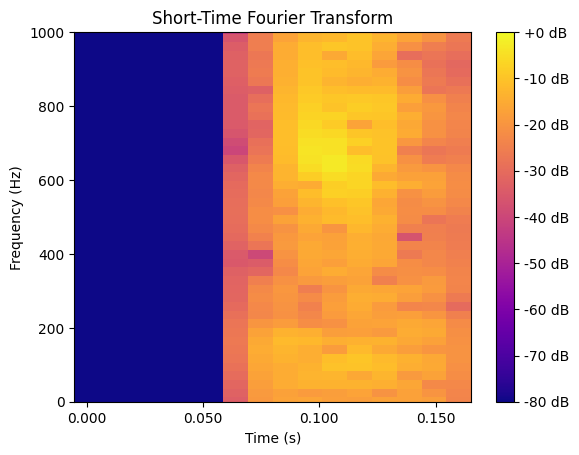 Short-Time Fourier Transform
1000
800
600
400
200
0
Frequency (Hz)
0.000
0.050
0.100
0.150
Time (s)
+0 dB
-10 dB
-20 dB
-30 dB
-40 dB
-50 dB
-60 dB
-70 dB
-80 dB